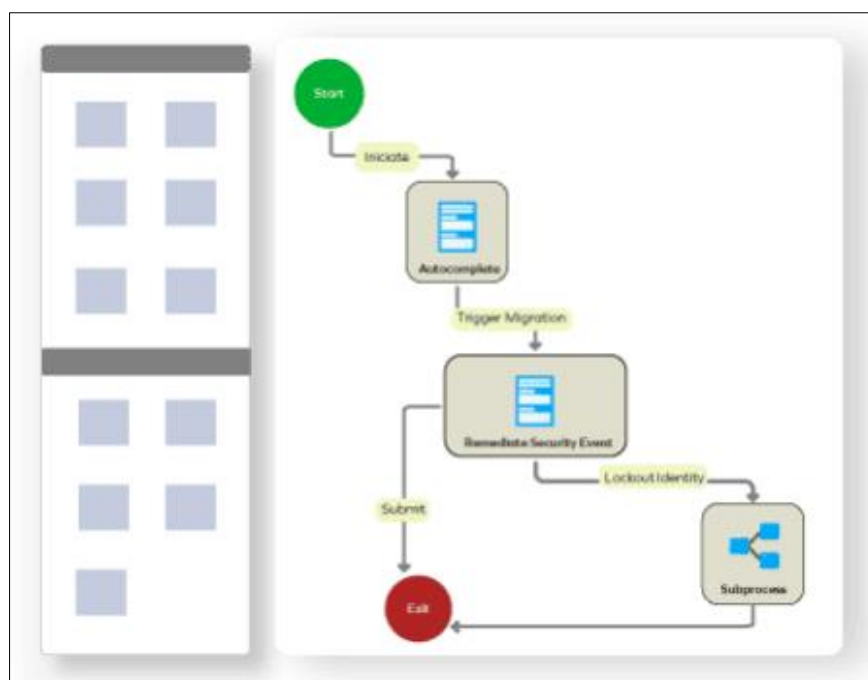 Start
Iniciate
Autocomplete
Trigger Migration
Remediate Security Event
Lockout Identity
Submit
Subprocess
Exit